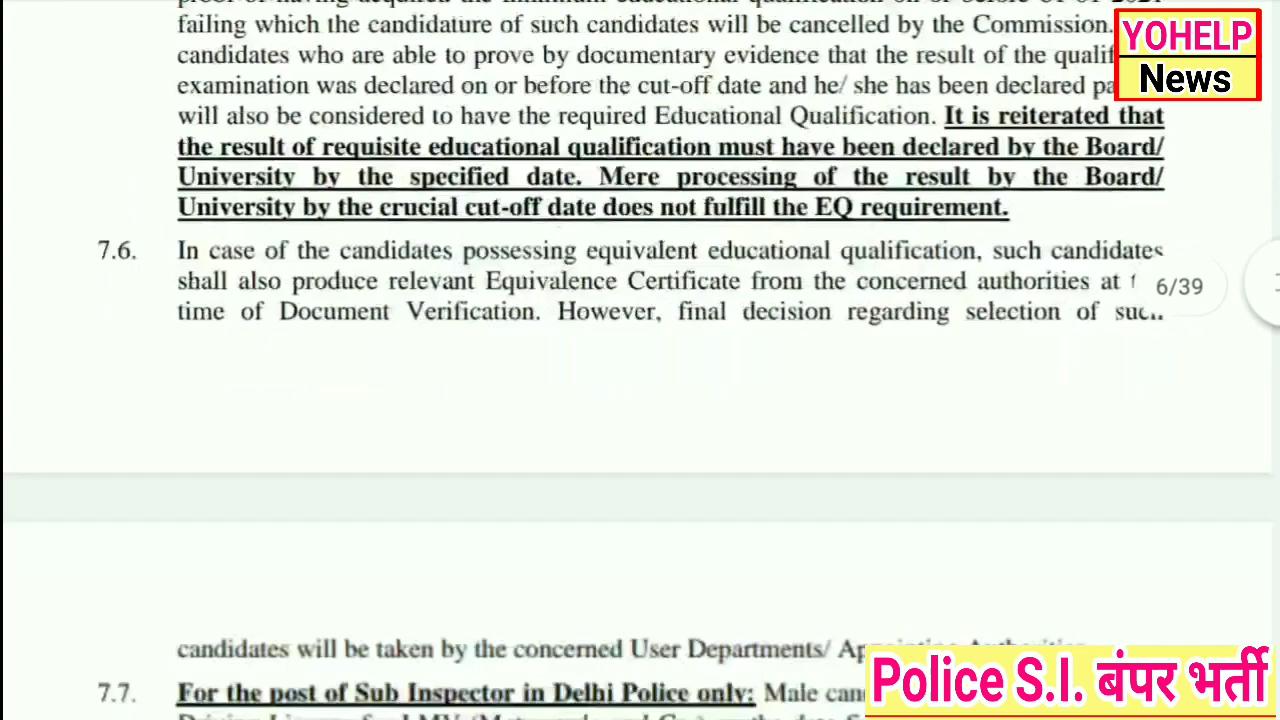 failing which the candidature of such candidates will be cancelled by the Commission.
candidates who are able to prove by documentary evidence that the result of the
examination was declared on or before the cut-off date and he/ she has been declared
will also be considered to have the required Educational Qualification. It is reiterated that
the result of requisite educational qualification must have been declared by the Board/
University by the specified date. Mere processing of the result by the Board/
University by the crucial cut-off date does not fulfill the EQ requirement.
7.6. In case of the candidates possessing equivalent educational qualification, such candidates
shall also produce relevant Equivalence Certificate from the concerned authorities at
time of Document Verification. However, final decision regarding selection of
candidates will be taken by the concerned User Departments/
7.7. For the post of Sub Inspector in Delhi Police only: Male
YOHELP
News
6/39
Police S.I. बंपर भर्ती